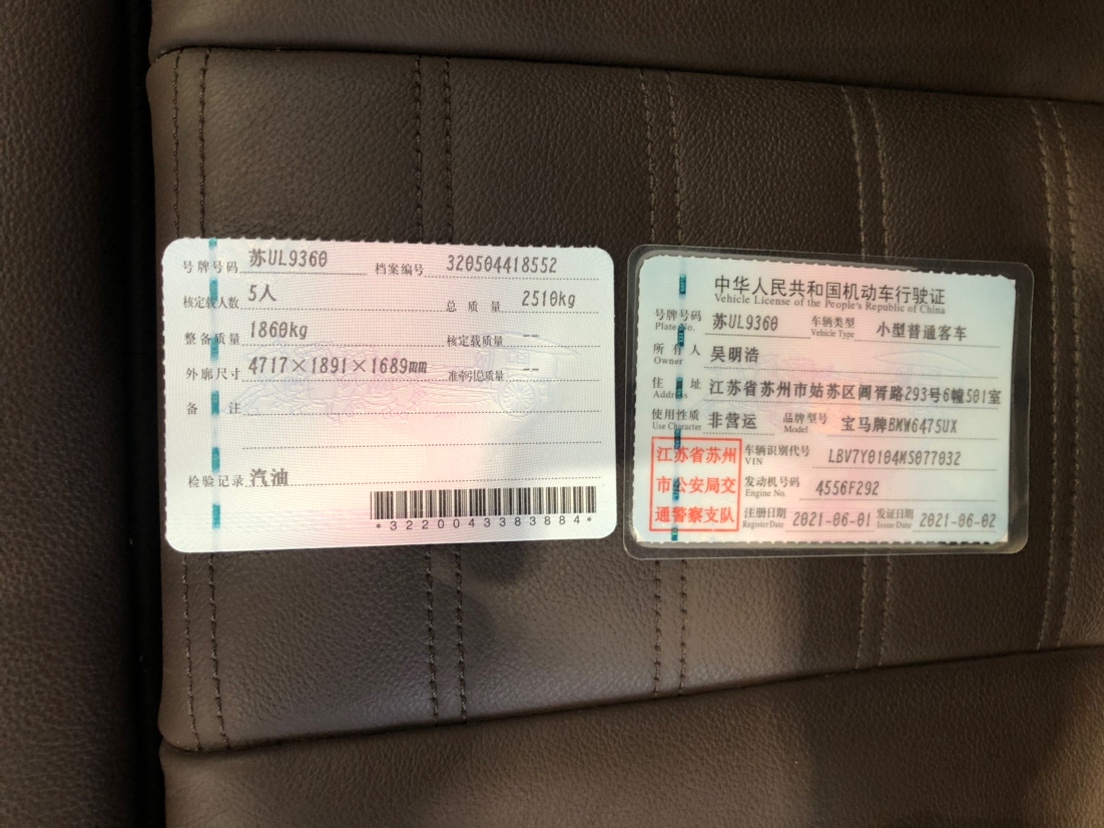 号牌号码 苏UL9360 档案编号 320504418552
核定载人数 5人 总质量 2510kg
整备质量 1860kg 核定载质量 --
外廓尺寸 4717×1891×1689mm 准牵引总质量 --
备注
检验记录 汽油
*3220043383884*
中华人民共和国机动车行驶证
Vehicle License of the People's Republic of China
号牌号码 苏UL9360 车辆类型 小型普通客车
Plate No. Vehicle Type
所有人 吴明浩
Owner
住址 江苏省苏州市姑苏区阊胥路293号6幢501室
Address
使用性质 非营运 品牌型号 宝马牌BMW6475UX
Use Character Model
江苏省苏州
市公安局交
通警察支队
车辆识别代号 LBV7Y0104MS077032
VIN
发动机号码 4556F292
Engine No.
注册日期 2021-06-01 发证日期 2021-06-02
Register Date Issue Date